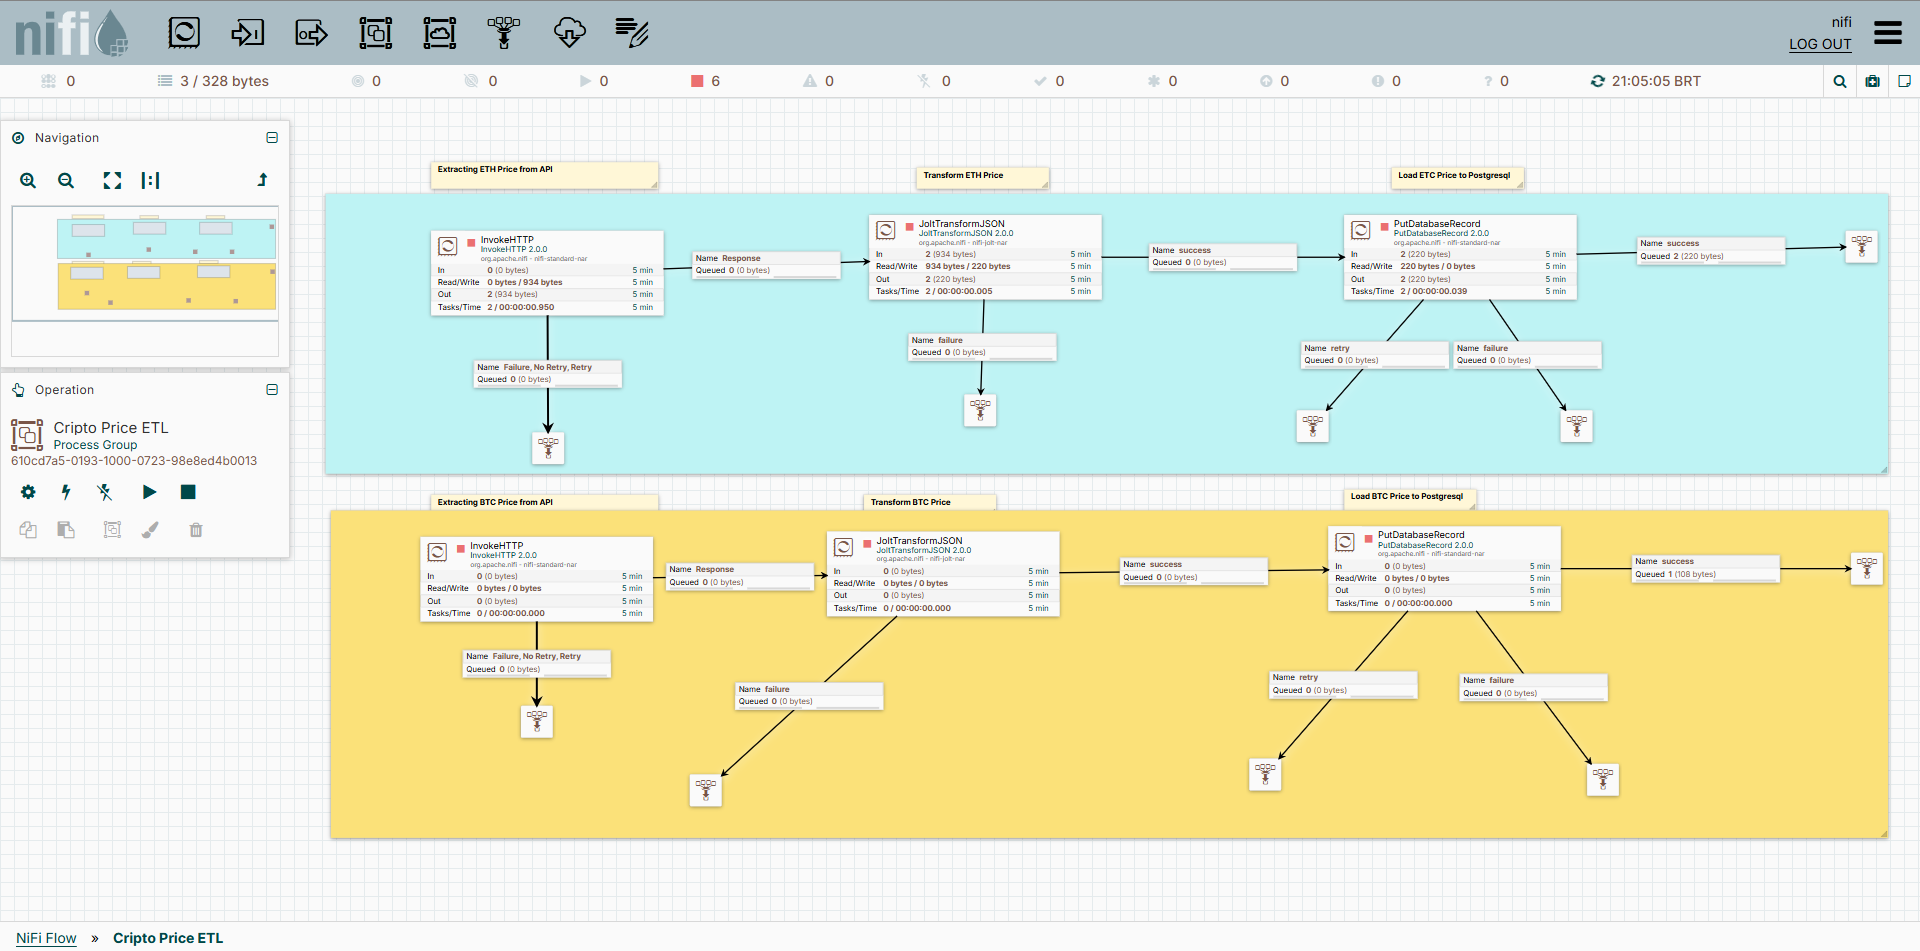 nifi
nifi
LOG OUT
0
3 / 328 bytes
0
0
0
6
0
0
0
0
0
0
? 0
21:05:05 BRT
Navigation
Operation
Cripto Price ETL
Process Group
610cd7a5-0193-1000-0723-98e8ed4b0013
Extracting ETH Price from API
Transform ETH Price
Load ETC Price to Postgresql
InvokeHTTP
InvokeHTTP 2.0.0
org.apache.nifi - nifi-standard-nar
In 0 (0 bytes) 5 min
Read/Write 0 bytes / 934 bytes 5 min
Out 2 (934 bytes) 5 min
Tasks/Time 2 / 00:00:00.950 5 min
Name Response
Queued 0 (0 bytes)
JoltTransformJSON
JoltTransformJSON 2.0.0
org.apache.nifi - nifi-jolt-nar
In 2 (934 bytes) 5 min
Read/Write 934 bytes / 220 bytes 5 min
Out 2 (220 bytes) 5 min
Tasks/Time 2 / 00:00:00.005 5 min
Name success
Queued 0 (0 bytes)
PutDatabaseRecord
PutDatabaseRecord 2.0.0
org.apache.nifi - nifi-standard-nar
In 2 (220 bytes) 5 min
Read/Write 220 bytes / 0 bytes 5 min
Out 2 (220 bytes) 5 min
Tasks/Time 2 / 00:00:00.039 5 min
Name success
Queued 2 (220 bytes)
Name Failure, No Retry, Retry
Queued 0 (0 bytes)
Name failure
Queued 0 (0 bytes)
Name retry
Queued 0 (0 bytes)
Name failure
Queued 0 (0 bytes)
Extracting BTC Price from API
Transform BTC Price
Load BTC Price to Postgresql
InvokeHTTP
InvokeHTTP 2.0.0
org.apache.nifi - nifi-standard-nar
In 0 (0 bytes) 5 min
Read/Write 0 bytes / 0 bytes 5 min
Out 0 (0 bytes) 5 min
Tasks/Time 0 / 00:00:00.000 5 min
Name Response
Queued 0 (0 bytes)
JoltTransformJSON
JoltTransformJSON 2.0.0
org.apache.nifi - nifi-jolt-nar
In 0 (0 bytes) 5 min
Read/Write 0 bytes / 0 bytes 5 min
Out 0 (0 bytes) 5 min
Tasks/Time 0 / 00:00:00.000 5 min
Name success
Queued 0 (0 bytes)
PutDatabaseRecord
PutDatabaseRecord 2.0.0
org.apache.nifi - nifi-standard-nar
In 0 (0 bytes) 5 min
Read/Write 0 bytes / 0 bytes 5 min
Out 0 (0 bytes) 5 min
Tasks/Time 0 / 00:00:00.000 5 min
Name success
Queued 1 (108 bytes)
Name Failure, No Retry, Retry
Queued 0 (0 bytes)
Name failure
Queued 0 (0 bytes)
Name retry
Queued 0 (0 bytes)
Name failure
Queued 0 (0 bytes)
NiFi Flow » Cripto Price ETL